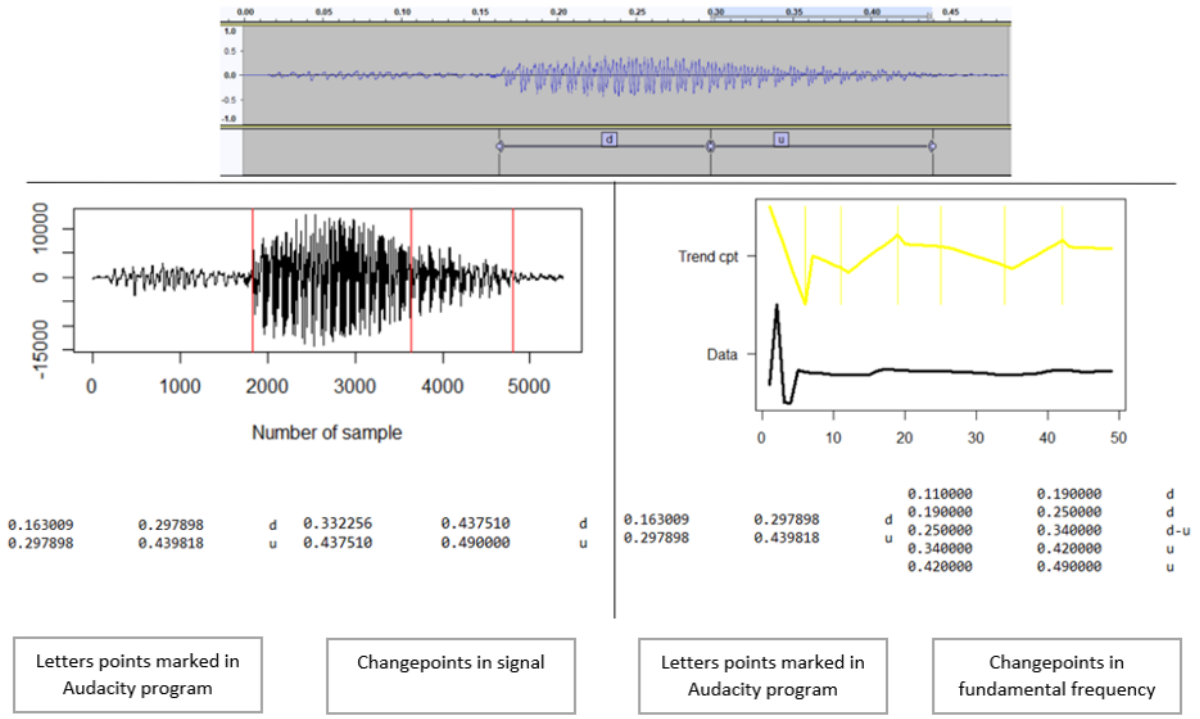 0.00 0.05 0.10 0.15 0.20 0.25 0.30 0.35 0.40 0.45
1.0
0.5
0.0
-0.5
-1.0
d u
10000
0
-15000
0 1000 2000 3000 4000 5000
Number of sample
Trend cpt
Data
0 10 20 30 40 50
0.163009 0.297898 d 0.332256 0.437510 d
0.297898 0.439818 u 0.437510 0.490000 u
0.163009 0.297898 d
0.297898 0.439818 u
0.110000 0.190000 d
0.190000 0.250000 d
0.250000 0.340000 d-u
0.340000 0.420000 u
0.420000 0.490000 u
Letters points marked in
Audacity program
Changepoints in signal
Letters points marked in
Audacity program
Changepoints in
fundamental frequency